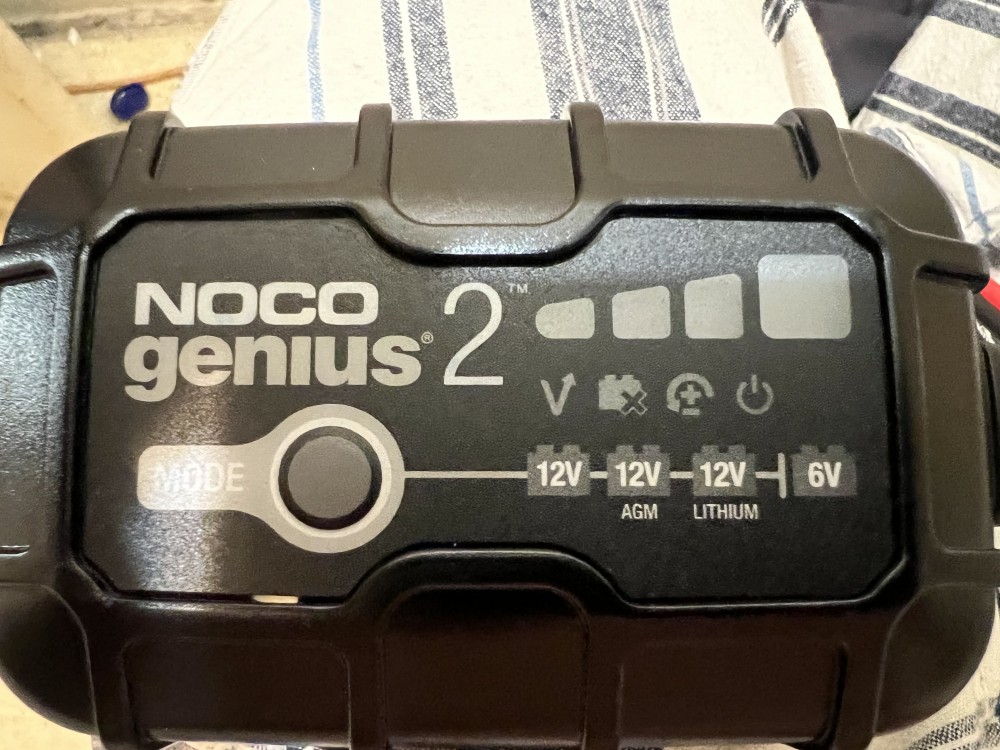 NOCO
genius® 2™
MODE
12V 12V 12V 6V
AGM LITHIUM